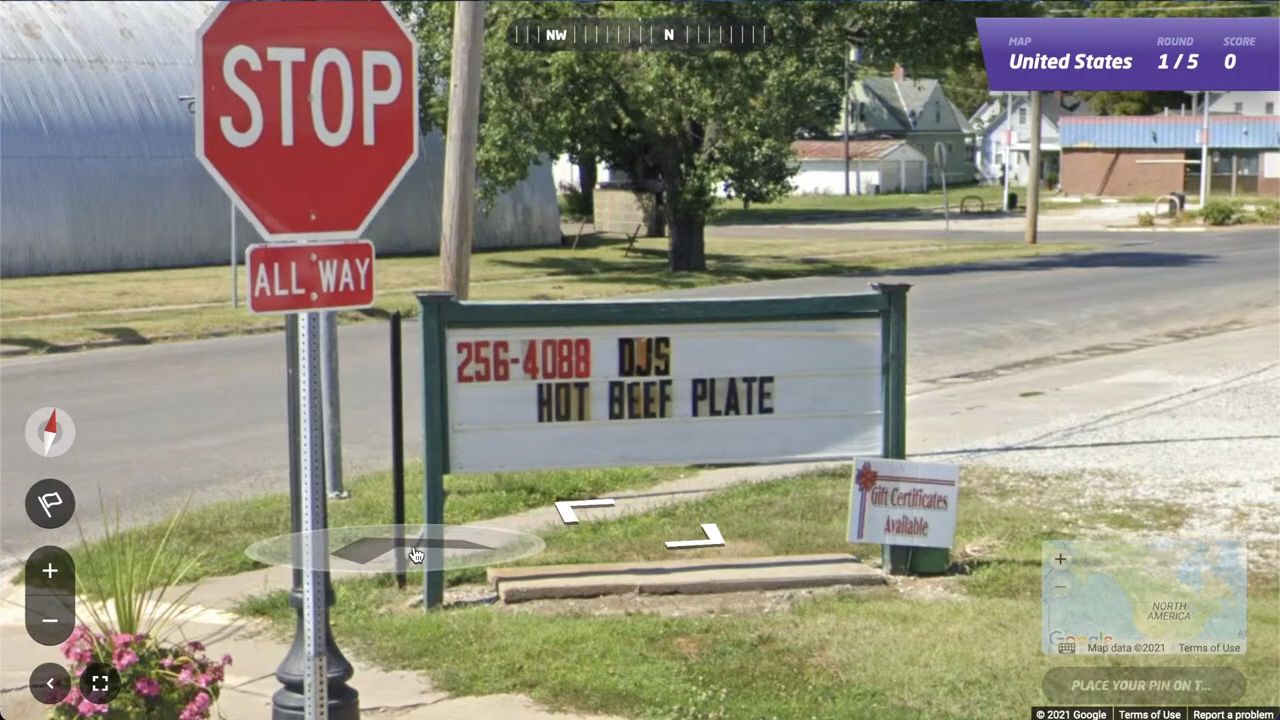 NW
N
MAP
United States
ROUND
1 / 5
SCORE
0
STOP
ALL WAY
256-4088 DJS
HOT BEEF PLATE
Gift Certificates
Available
NORTH
AMERICA
Google
Map data ©2021
Terms of Use
PLACE YOUR PIN ON T...
© 2021 Google
Terms of Use
Report a problem